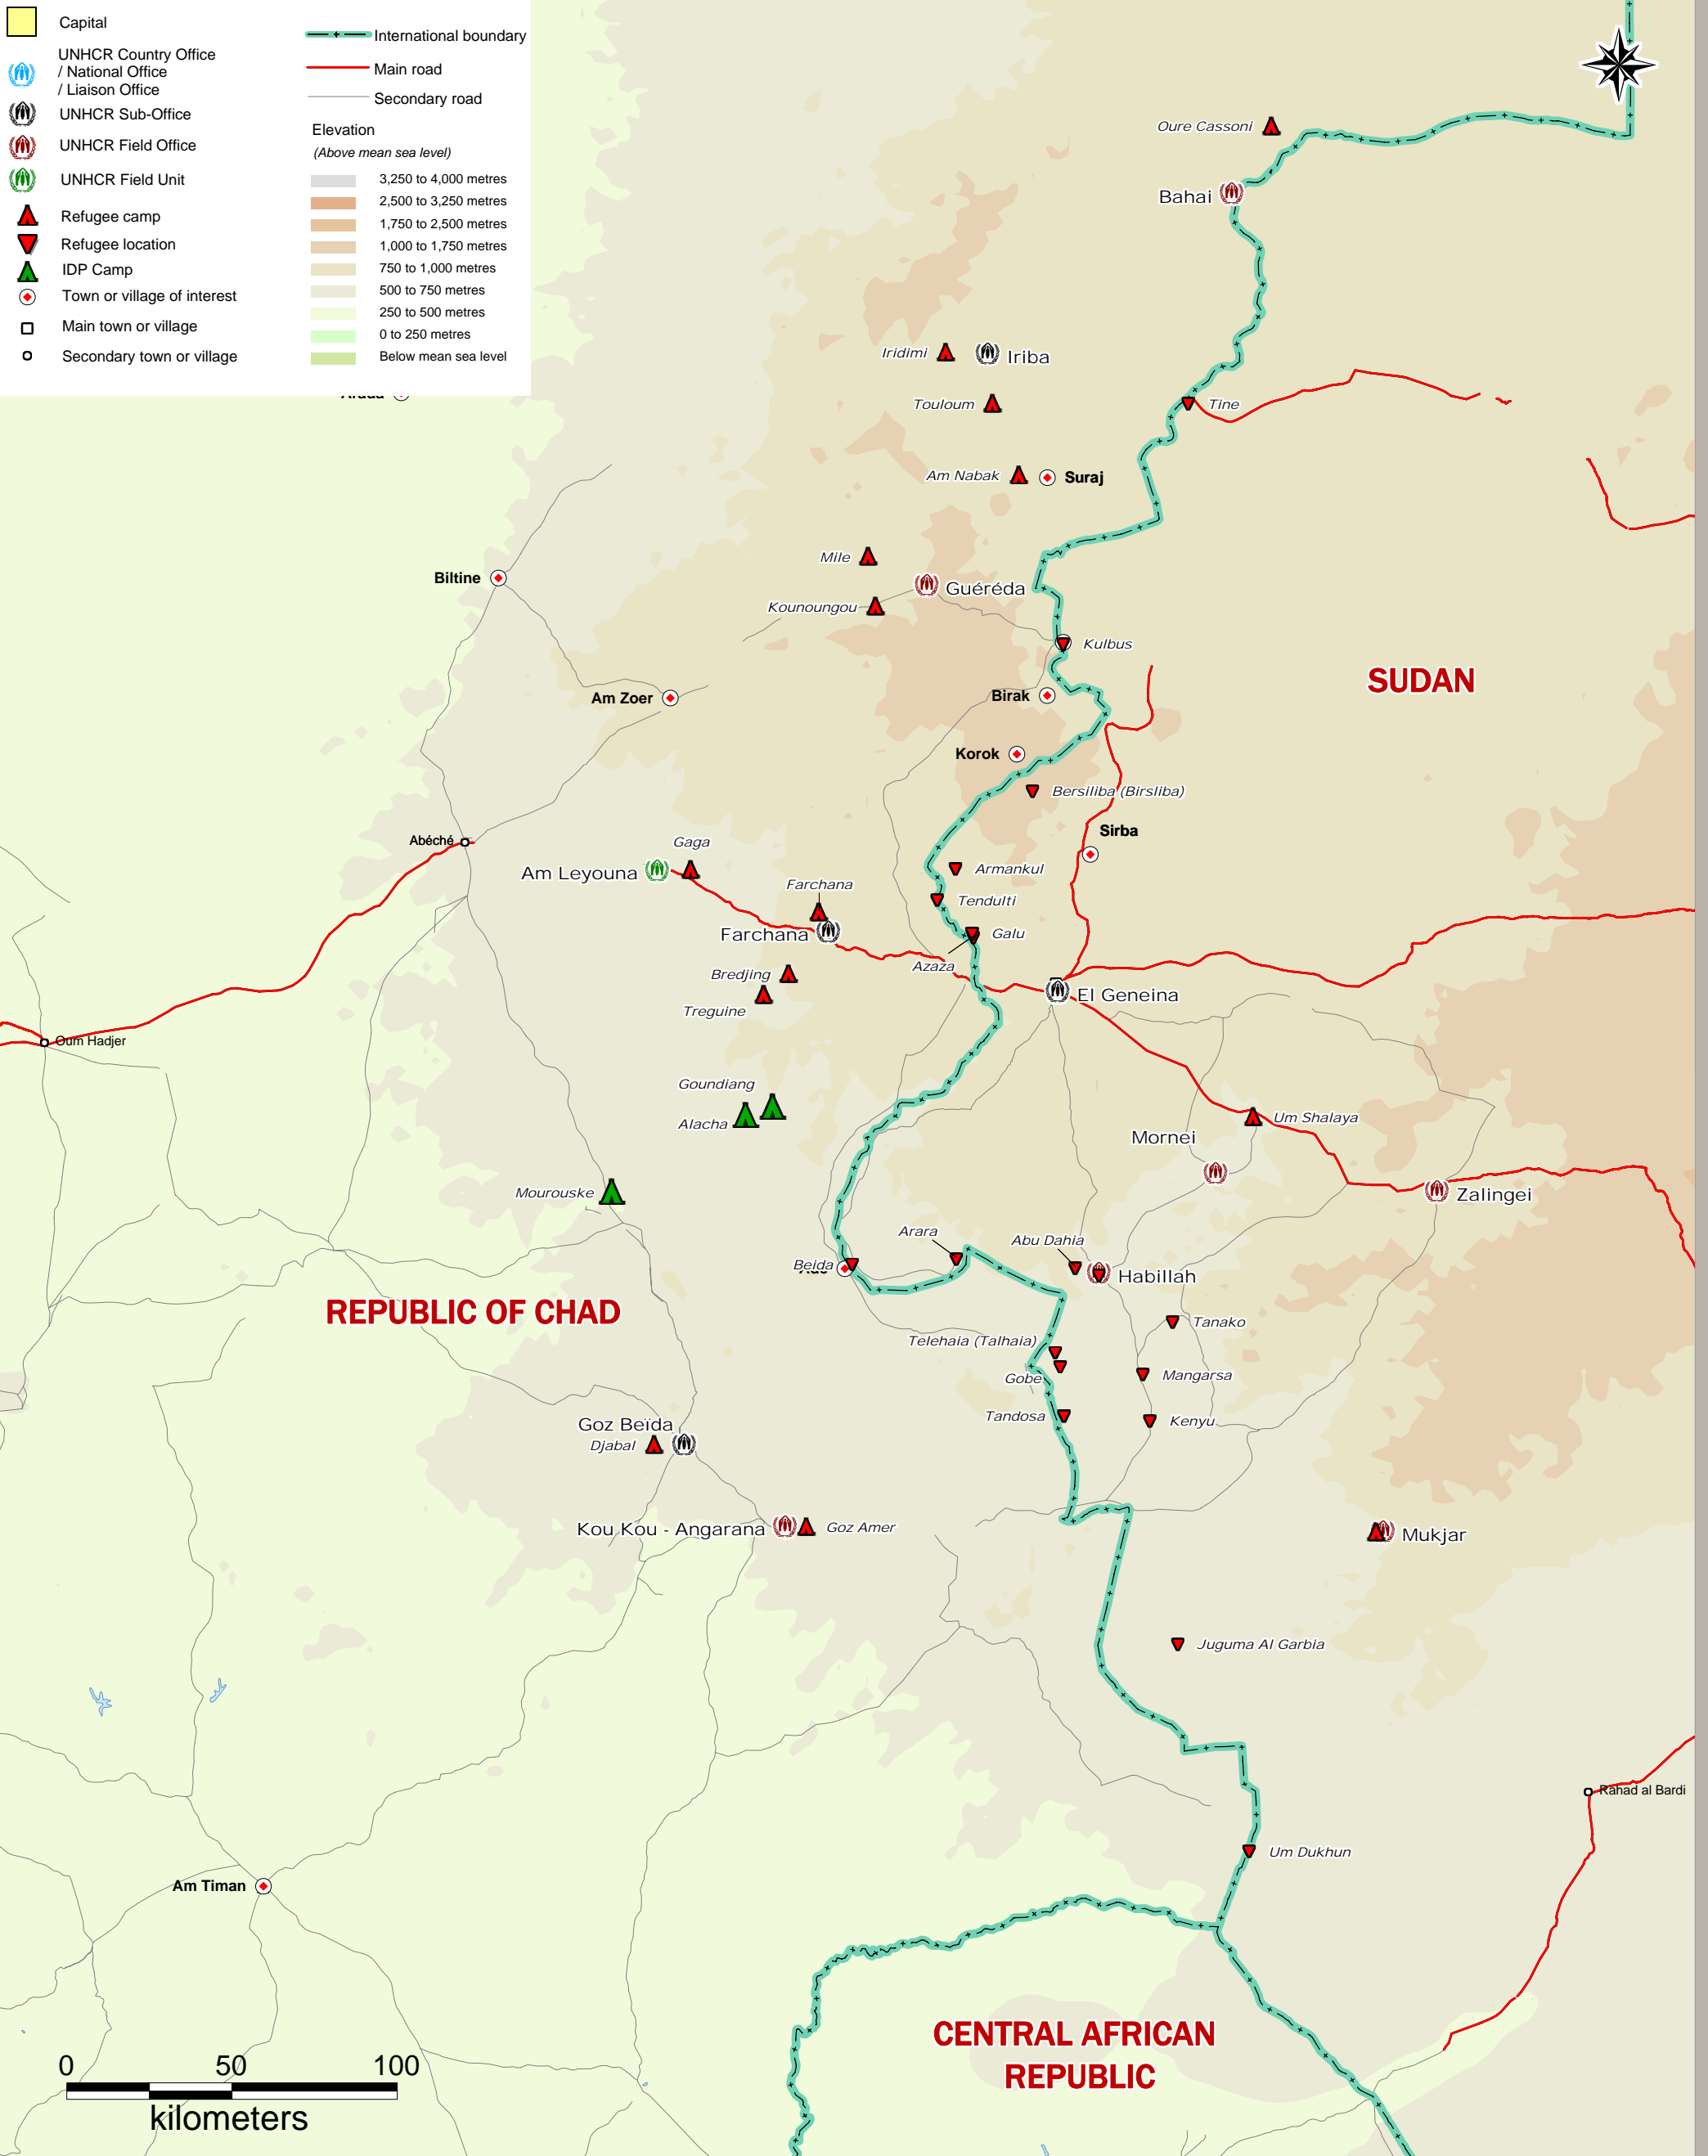 Capital
UNHCR Country Office
/ National Office
/ Liaison Office
UNHCR Sub-Office
UNHCR Field Office
UNHCR Field Unit
Refugee camp
Refugee location
IDP Camp
Town or village of interest
Main town or village
Secondary town or village
International boundary
Main road
Secondary road
Elevation
(Above mean sea level)
3,250 to 4,000 metres
2,500 to 3,250 metres
1,750 to 2,500 metres
1,000 to 1,750 metres
750 to 1,000 metres
500 to 750 metres
250 to 500 metres
0 to 250 metres
Below mean sea level
Oure Cassoni
Bahai
Iridimi
Iriba
Touloum
Tine
Am Nabak
Suraj
Mile
Biltine
Guéréda
Kounoungou
Kulbus
SUDAN
Am Zoer
Birak
Korok
Bersiliba (Birsliba)
Sirba
Abéché
Gaga
Am Leyouna
Armankul
Farchana
Tendulti
Farchana
Galu
Azaza
Bredjing
El Geneina
Treguine
Oum Hadjer
Goundiang
Alacha
Um Shalaya
Mornei
Mourouske
Zalingei
Arara
Abu Dahia
Beida
Habillah
REPUBLIC OF CHAD
Tanako
Telehaia (Talhaia)
Gobe
Mangarsa
Tandosa
Kenyu
Goz Beïda
Djabal
Kou Kou - Angarana
Goz Amer
Mukjar
Juguma Al Garbia
Rahad al Bardi
Um Dukhun
Am Timan
CENTRAL AFRICAN
REPUBLIC
0 50 100
kilometers